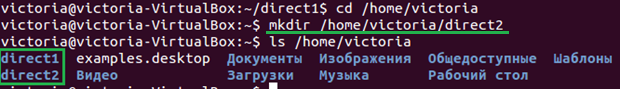 victoria@victoria-VirtualBox:~/direct1$ cd /home/victoria
victoria@victoria-VirtualBox:~$ mkdir /home/victoria/direct2
victoria@victoria-VirtualBox:~$ ls /home/victoria
direct1 examples.desktop Документы Изображения Общедоступные Шаблоны
direct2 Видео Загрузки Музыка Рабочий стол
victoria@victoria-VirtualBox:~$